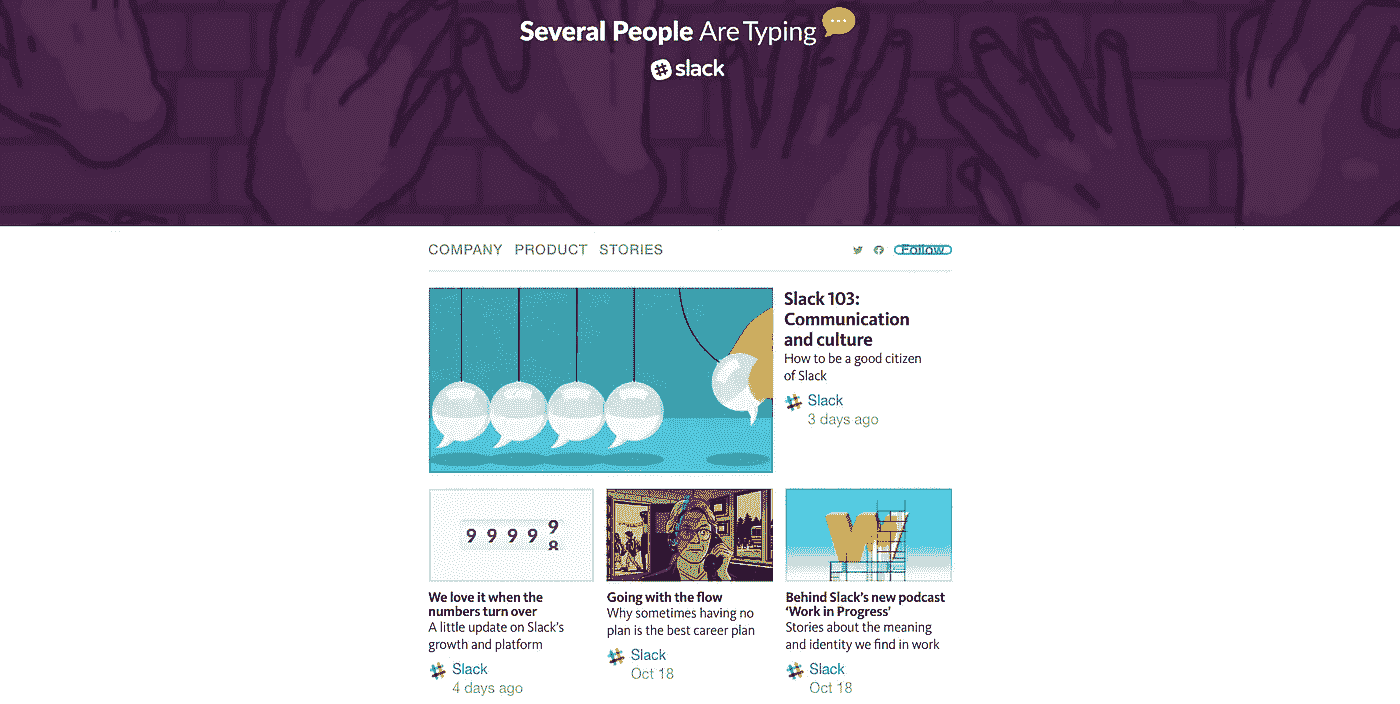 Several People Are Typing
slack
COMPANY PRODUCT STORIES
Follow
Slack 103:
Communication
and culture
How to be a good citizen
of Slack
Slack
3 days ago
9 9 9 9 9
8
We love it when the
numbers turn over
A little update on Slack's
growth and platform
Slack
4 days ago
Going with the flow
Why sometimes having no
plan is the best career plan
Slack
Oct 18
W
Behind Slack's new podcast
‘Work in Progress’
Stories about the meaning
and identity we find in work
Slack
Oct 18